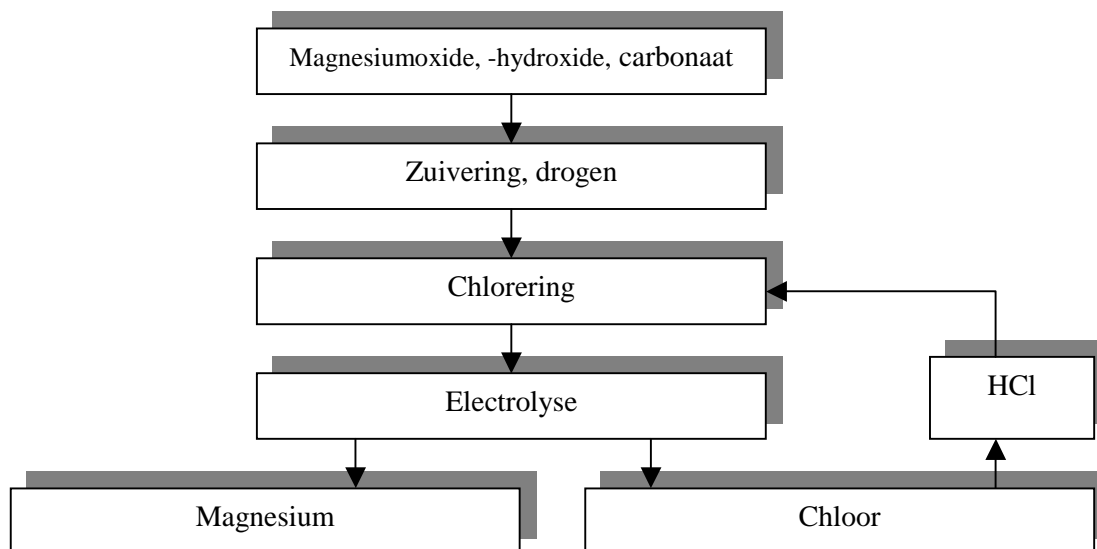 Magnesiumoxide, -hydroxide, carbonaat
Zuivering, drogen
Chlorering
Electrolyse
HCl
Magnesium
Chloor